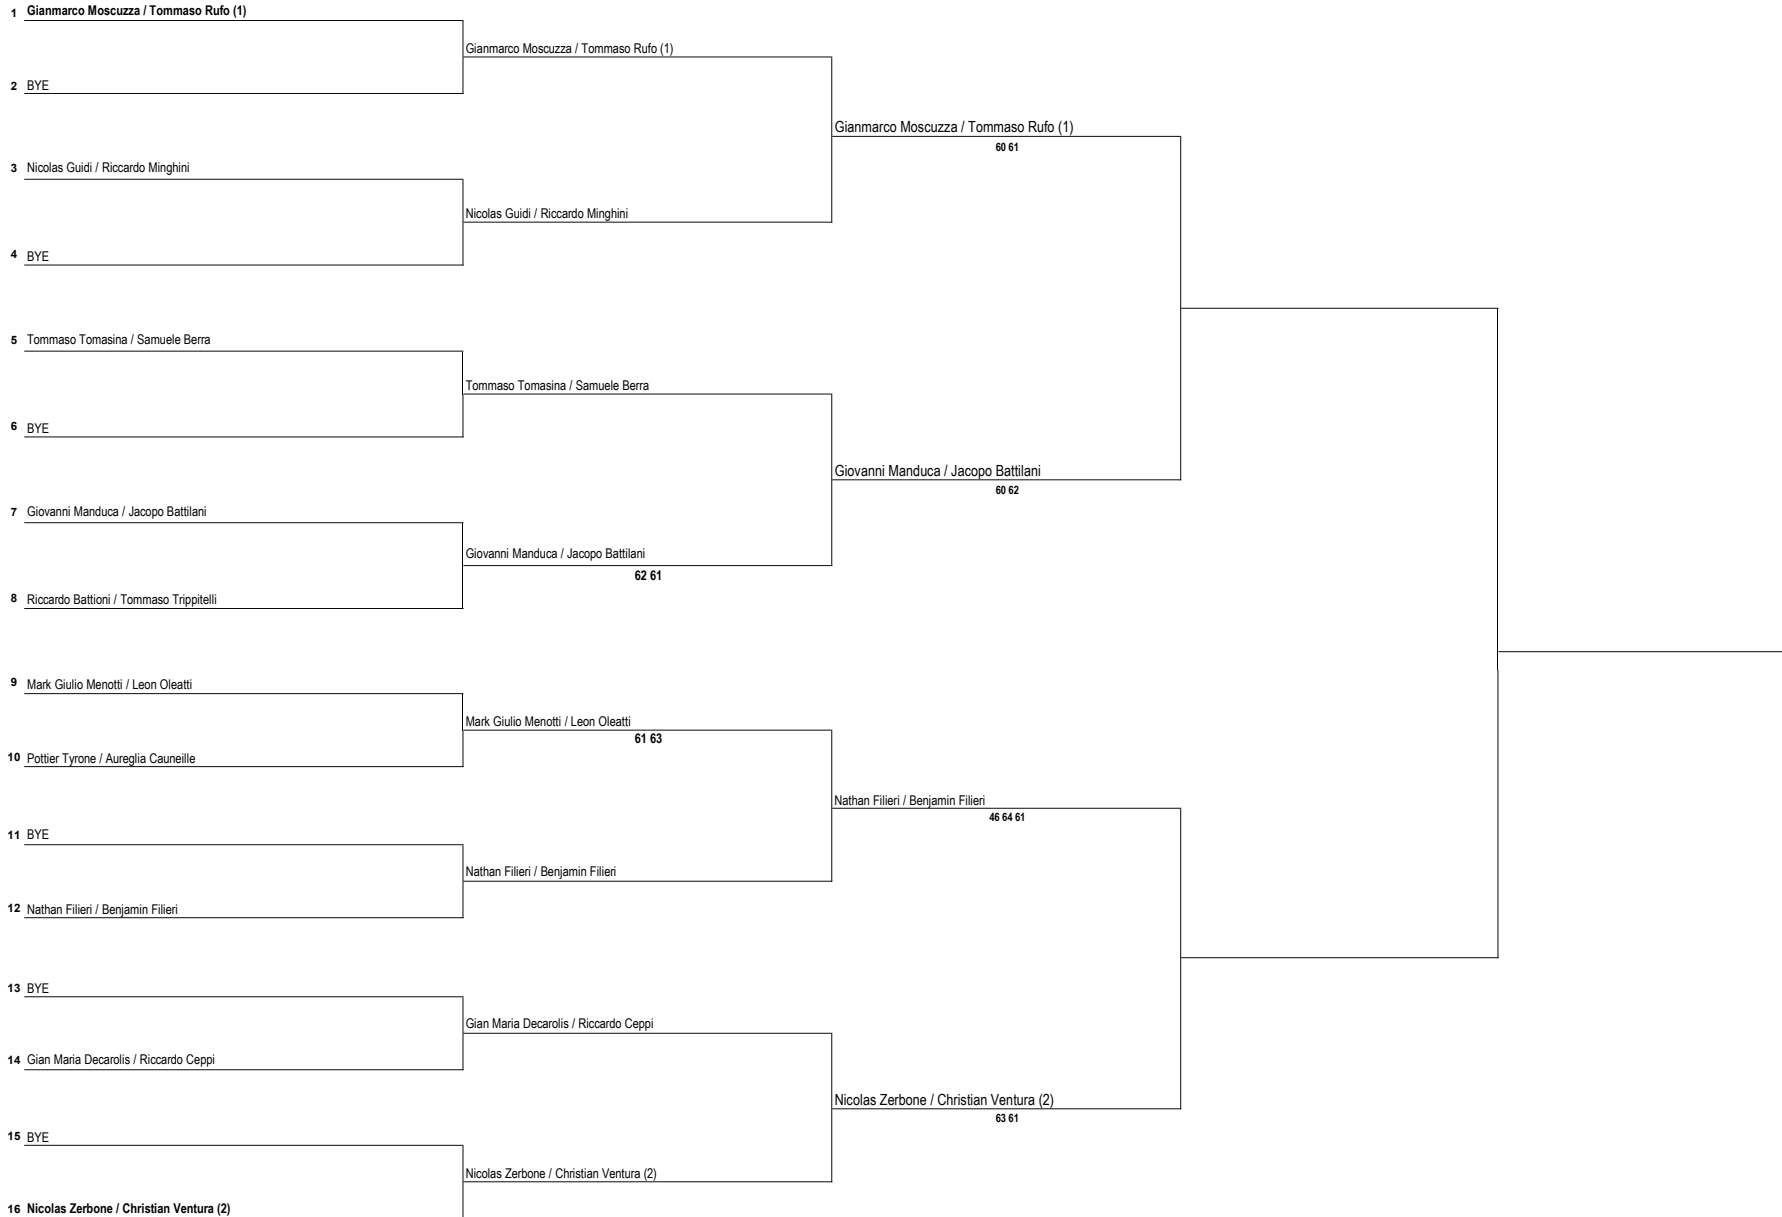 1 Gianmarco Moscuzza / Tommaso Rufo (1)
Gianmarco Moscuzza / Tommaso Rufo (1)
2 BYE
Gianmarco Moscuzza / Tommaso Rufo (1)
60 61
3 Nicolas Guidi / Riccardo Minghini
Nicolas Guidi / Riccardo Minghini
4 BYE
5 Tommaso Tomasina / Samuele Berra
Tommaso Tomasina / Samuele Berra
6 BYE
Giovanni Manduca / Jacopo Battilani
60 62
7 Giovanni Manduca / Jacopo Battilani
Giovanni Manduca / Jacopo Battilani
62 61
8 Riccardo Battioni / Tommaso Trippitelli
9 Mark Giulio Menotti / Leon Oleatti
Mark Giulio Menotti / Leon Oleatti
61 63
10 Pottier Tyrone / Aureglia Cauneille
Nathan Filieri / Benjamin Filieri
46 64 61
11 BYE
Nathan Filieri / Benjamin Filieri
12 Nathan Filieri / Benjamin Filieri
13 BYE
Gian Maria Decarolis / Riccardo Ceppi
14 Gian Maria Decarolis / Riccardo Ceppi
Nicolas Zerbone / Christian Ventura (2)
63 61
15 BYE
Nicolas Zerbone / Christian Ventura (2)
16 Nicolas Zerbone / Christian Ventura (2)